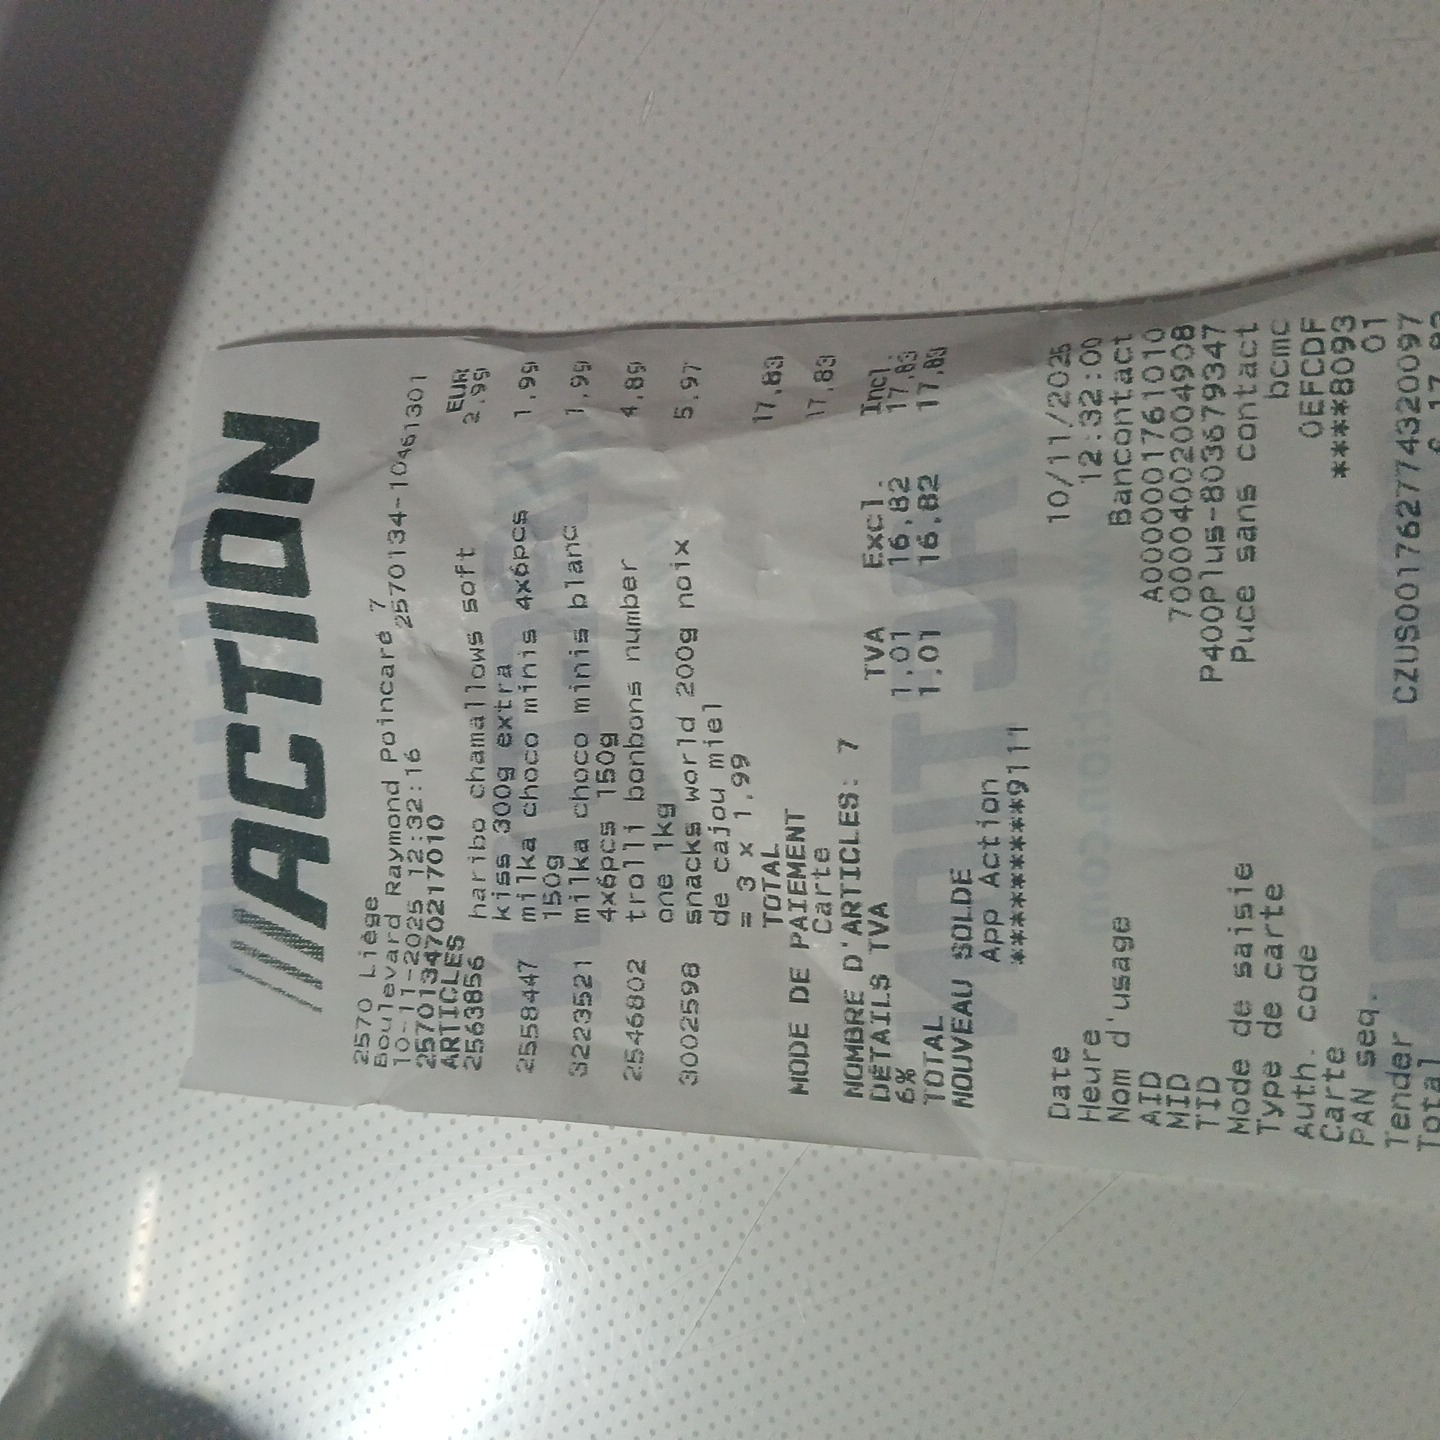 ///ACTION
2570 Liège
Boulevard Raymond Poincaré 7
10-11-2025 12:32:16 2570134-10461301
257013470217010
ARTICLES EUR
2563856 haribo chamallows soft 2,99
kiss 300g extra
2558447 milka choco minis 4x6pcs 1,99
150g
3223521 milka choco minis blanc 1,99
4x6pcs 150g
2546802 trolli bonbons number 4,89
one 1kg
3002598 snacks world 200g noix 5,97
de cajou miel
= 3 x 1,99
TOTAL 17,83
MODE DE PAIEMENT
Carte 17,83
NOMBRE D'ARTICLES: 7
DÉTAILS TVA TVA Excl. Incl.
6% 1,01 16,82 17,83
TOTAL 1,01 16,82 17,83
NOUVEAU SOLDE
App Action
*********9111
Date 10/11/2025
Heure 12:32:00
Nom d'usage Bancontact
AID A0000001761010
MID 700040020004908
TID P400Plus-803679347
Mode de saisie Puce sans contact
Type de carte bcmc
Auth. code 0EFCDF
Carte ****8093
PAN seq. 01
Tender CZUS001762774320097
Total € 17,83